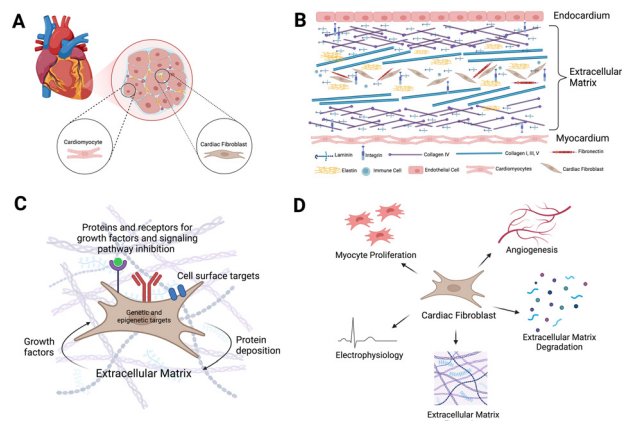 A
Cardiomyocyte
Cardiac Fibroblast
B
Endocardium
Extracellular
Matrix
Myocardium
Laminin
Integrin
Collagen IV
Collagen I, III, V
Fibronectin
Elastin
Immune Cell
Endothelial Cell
Cardiomyocytes
Cardiac Fibroblast
C
Proteins and receptors for
growth factors and signaling
pathway inhibition
Cell surface targets
Genetic and
epigenetic targets
Growth
factors
Protein
deposition
Extracellular Matrix
D
Myocyte Proliferation
Angiogenesis
Cardiac Fibroblast
Electrophysiology
Extracellular Matrix
Degradation
Extracellular Matrix